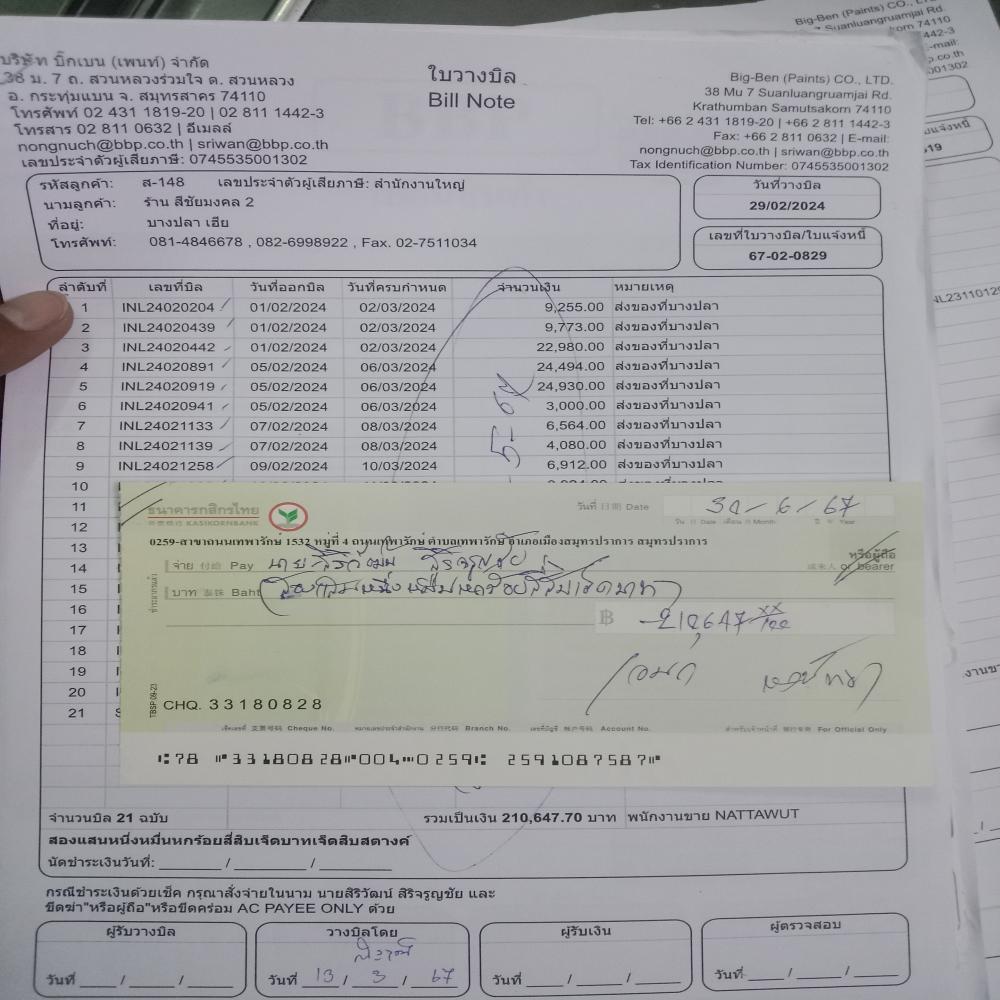 บริษัท บิ๊กเบน (เพนท์) จำกัด
38 ม. 7 ถ. สวนหลวงร่วมใจ ต. สวนหลวง
อ. กระทุ่มแบน จ. สมุทรสาคร 74110
โทรศัพท์ 02 431 1819-20 | 02 811 1442-3
โทรสาร 02 811 0632 | อีเมลล์
nongnuch@bbp.co.th | sriwan@bbp.co.th
เลขประจำตัวผู้เสียภาษี: 0745535001302
ใบวางบิล
Bill Note
Big-Ben (Paints) CO., LTD.
38 Mu 7 Suanluangruamjai Rd.
Krathumban Samutsakorn 74110
Tel: +66 2 431 1819-20 | +66 2 811 1442-3
Fax: +66 2 811 0632 | E-mail:
nongnuch@bbp.co.th | sriwan@bbp.co.th
Tax Identification Number: 0745535001302
รหัสลูกค้า: ส-148 เลขประจำตัวผู้เสียภาษี: สำนักงานใหญ่
นามลูกค้า: ร้าน สีชัยมงคล 2
ที่อยู่: บางปลา เฮีย
โทรศัพท์: 081-4846678 , 082-6998922 , Fax. 02-7511034
วันที่วางบิล
29/02/2024
เลขที่ใบวางบิล/ใบแจ้งหนี้
67-02-0829
ลำดับที่ เลขที่บิล วันที่ออกบิล วันที่ครบกำหนด จำนวนเงิน หมายเหตุ
1 INL24020204 01/02/2024 02/03/2024 9,255.00 ส่งของที่บางปลา
2 INL24020439 01/02/2024 02/03/2024 9,773.00 ส่งของที่บางปลา
3 INL24020442 01/02/2024 02/03/2024 22,980.00 ส่งของที่บางปลา
4 INL24020891 05/02/2024 06/03/2024 24,494.00 ส่งของที่บางปลา
5 INL24020919 05/02/2024 06/03/2024 24,930.00 ส่งของที่บางปลา
6 INL24020941 05/02/2024 06/03/2024 3,000.00 ส่งของที่บางปลา
7 INL24021133 07/02/2024 08/03/2024 6,564.00 ส่งของที่บางปลา
8 INL24021139 07/02/2024 08/03/2024 4,080.00 ส่งของที่บางปลา
9 INL24021258 09/02/2024 10/03/2024 6,912.00 ส่งของที่บางปลา
10
11
12
13
14
15
16
17
18
19
20
21
ธนาคารกสิกรไทย
KASIKORNBANK
วันที่ 日期 Date 30-6-67
0259-สาขาถนนเทพารักษ์ 1532 หมู่ที่ 4 ถนนเทพารักษ์ ตำบลเทพารักษ์ อำเภอเมืองสมุทรปราการ สมุทรปราการ
จ่าย 付給 Pay นายสิริวัฒน์ สิริจรูญชัย
หรือผู้ถือ
or bearer
บาท Baht
฿ 210,647 xx/100
CHQ. 33180828
Cheque No. Branch No. Account No. For Official Only
จำนวนบิล 21 ฉบับ รวมเป็นเงิน 210,647.70 บาท พนักงานขาย NATTAWUT
สองแสนหนึ่งหมื่นหกร้อยสี่สิบเจ็ดบาทเจ็ดสิบสตางค์
นัดชำระเงินวันที่: ______ / ______ / ______
กรณีชำระเงินด้วยเช็ค กรุณาสั่งจ่ายในนาม นายสิริวัฒน์ สิริจรูญชัย และ
ขีดฆ่า"หรือผู้ถือ"หรือขีดคร่อม AC PAYEE ONLY ด้วย
ผู้รับวางบิล วางบิลโดย ผู้รับเงิน ผู้ตรวจสอบ
วันที่ ___ / ___ / ___ วันที่ 13 / 3 / 67 วันที่ ___ / ___ / ___ วันที่ ___ / ___ / ___